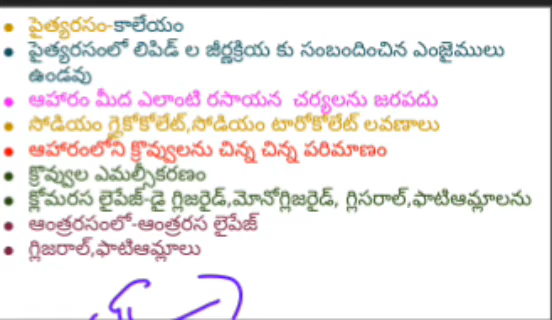 • పైత్యరసం-కాలేయం
• పైత్యరసంలో లిపిడ్ ల జీర్ణక్రియ కు సంబందించిన ఎంజైములు
ఉండవు
• ఆహారం మీద ఎలాంటి రసాయన చర్యలను జరపదు
• సోడియం గ్లైకోకోలేట్,సోడియం టారోకోలేట్ లవణాలు
• ఆహారంలోని క్రొవ్వులను చిన్న చిన్న పరిమాణం
• క్రొవ్వుల ఎమల్సీకరణం
• క్లోమరస లైపేజ్-డై గ్లిజరైడ్,మోనోగ్లిజరైడ్, గ్లిసరాల్,ఫాటిఆమ్లాలను
• ఆంత్రరసంలో-ఆంత్రరస లైపేజ్
• గ్లిజరాల్,ఫాటిఆమ్లాలు